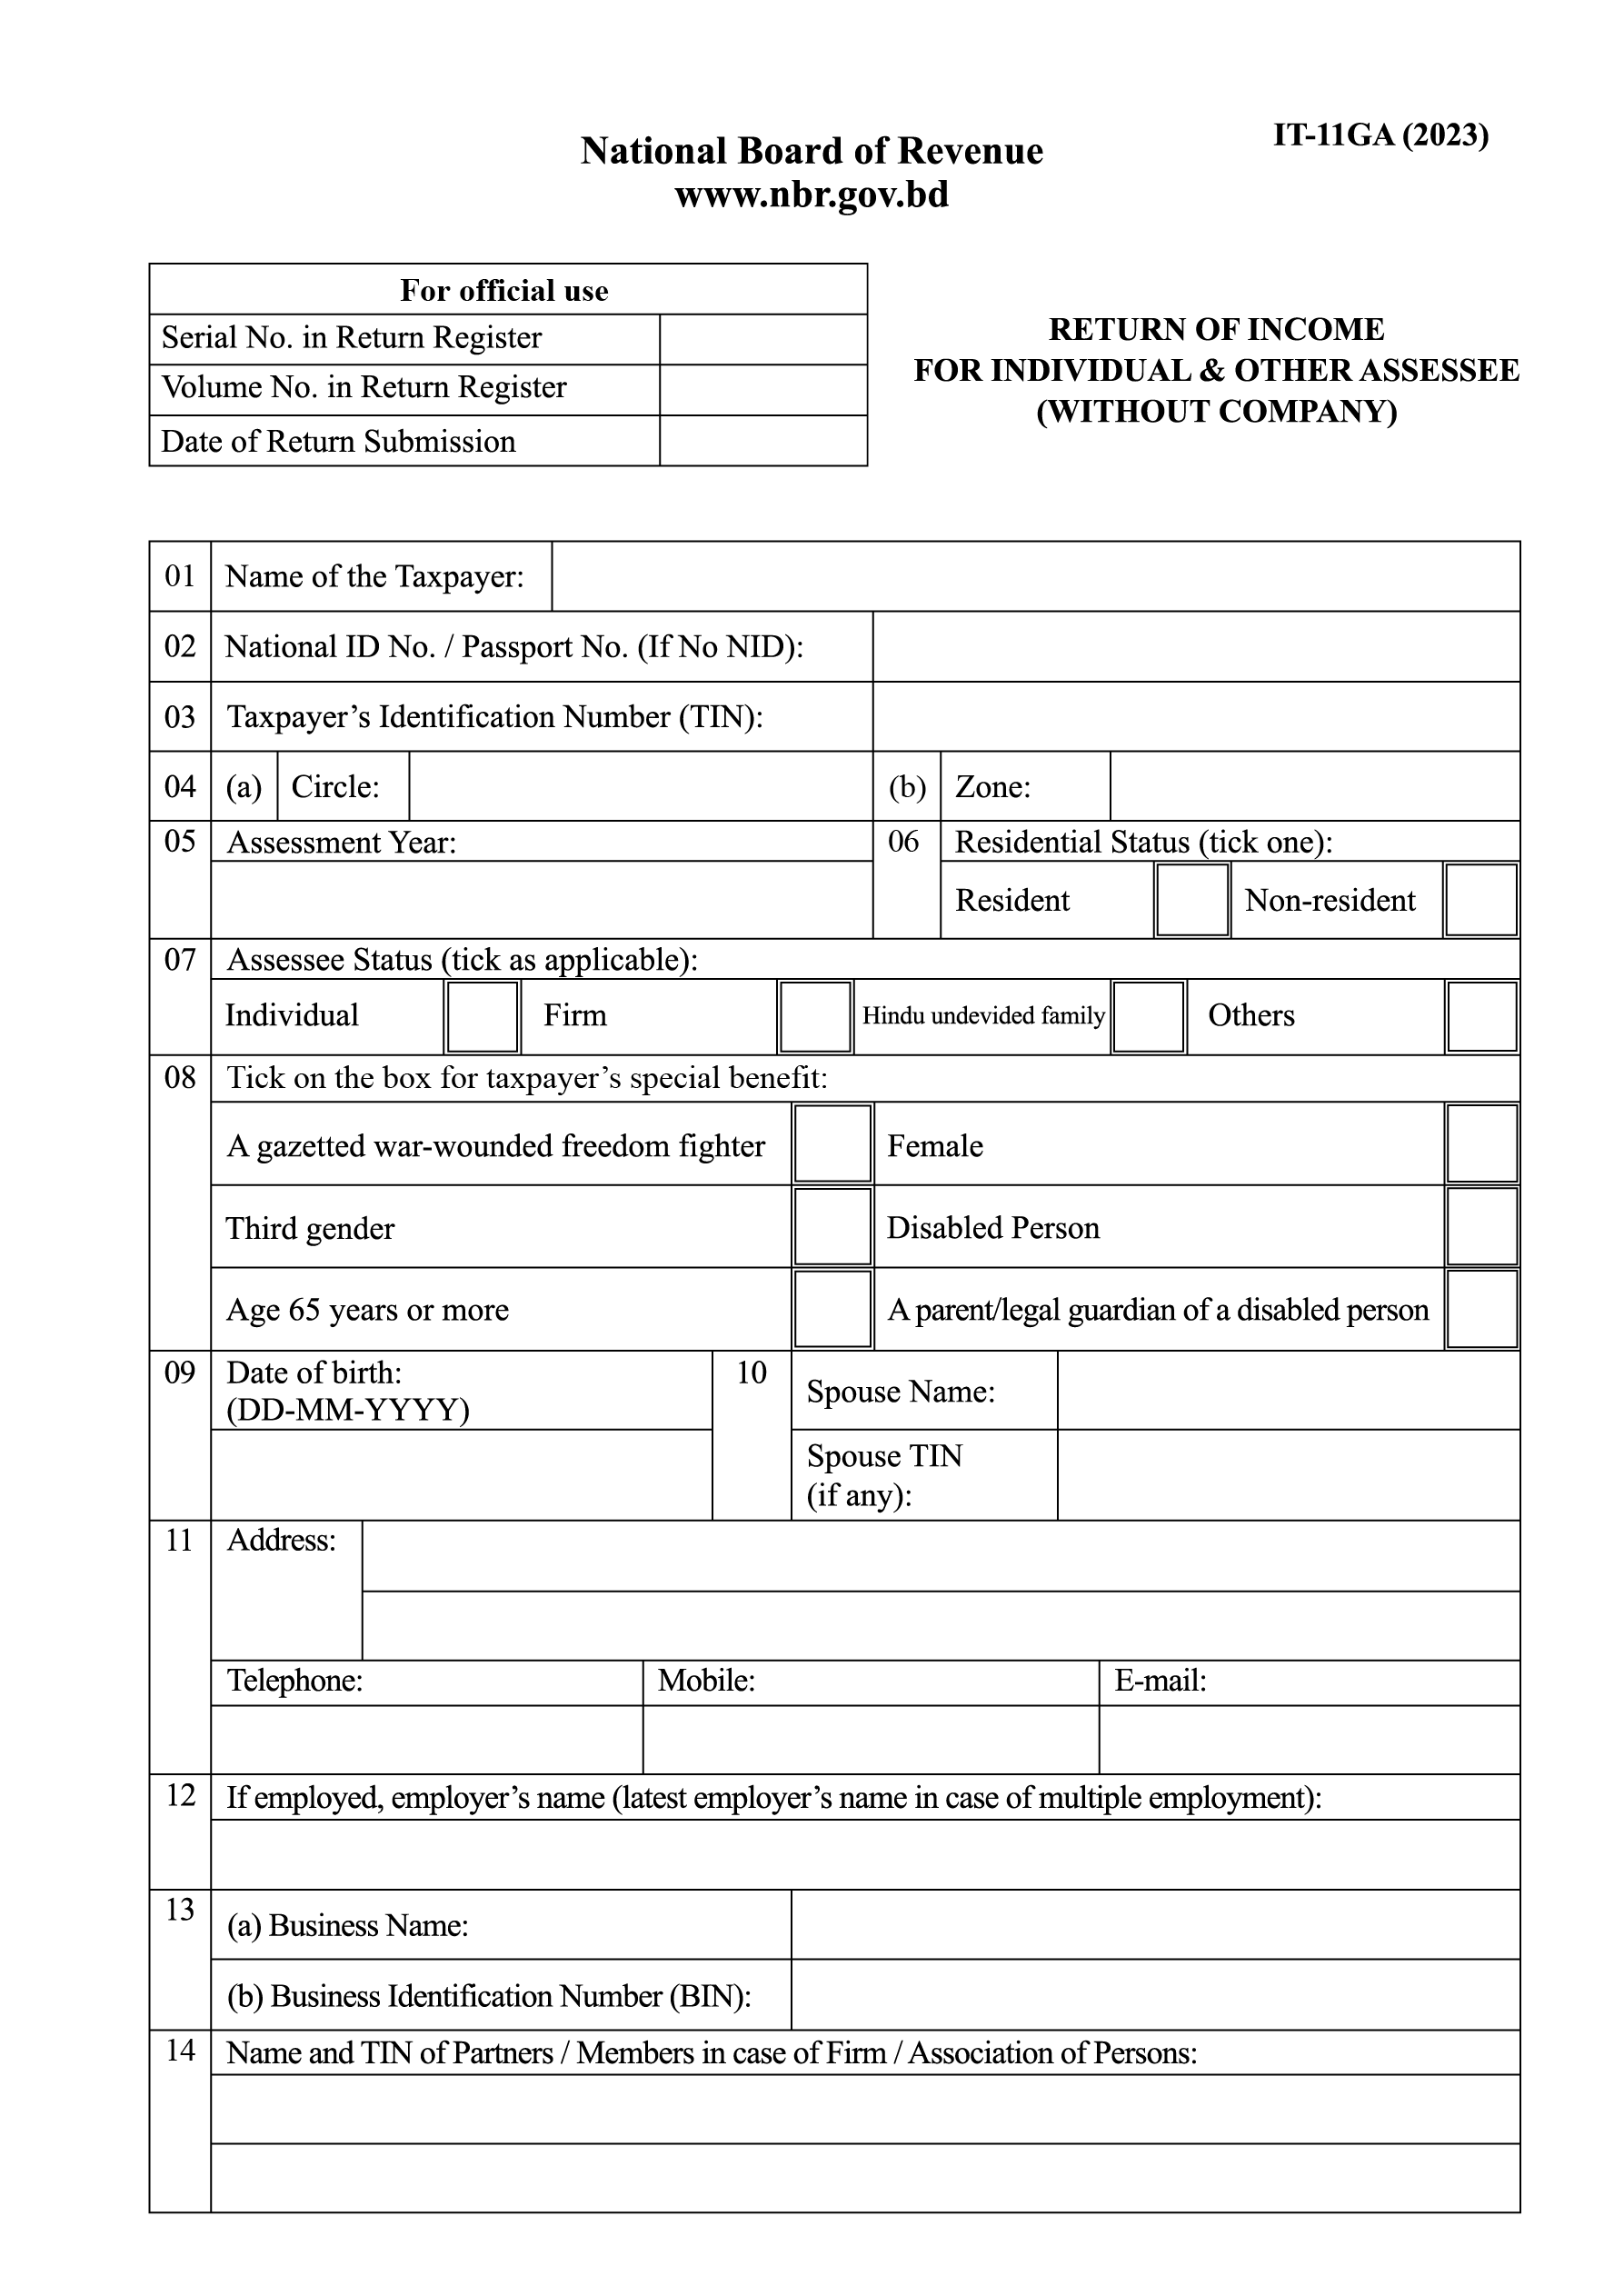 IT-11GA (2023)
National Board of Revenue
www.nbr.gov.bd
For official use
Serial No. in Return Register
Volume No. in Return Register
Date of Return Submission
RETURN OF INCOME
FOR INDIVIDUAL & OTHER ASSESSEE
(WITHOUT COMPANY)
01 Name of the Taxpayer:
02 National ID No. / Passport No. (If No NID):
03 Taxpayer’s Identification Number (TIN):
04 (a) Circle: (b) Zone:
05 Assessment Year: 06 Residential Status (tick one):
Resident Non-resident
07 Assessee Status (tick as applicable):
Individual Firm Hindu undevided family Others
08 Tick on the box for taxpayer’s special benefit:
A gazetted war-wounded freedom fighter Female
Third gender Disabled Person
Age 65 years or more A parent/legal guardian of a disabled person
09 Date of birth:
(DD-MM-YYYY)
10 Spouse Name:
Spouse TIN
(if any):
11 Address:
Telephone: Mobile: E-mail:
12 If employed, employer’s name (latest employer’s name in case of multiple employment):
13 (a) Business Name:
(b) Business Identification Number (BIN):
14 Name and TIN of Partners / Members in case of Firm / Association of Persons: